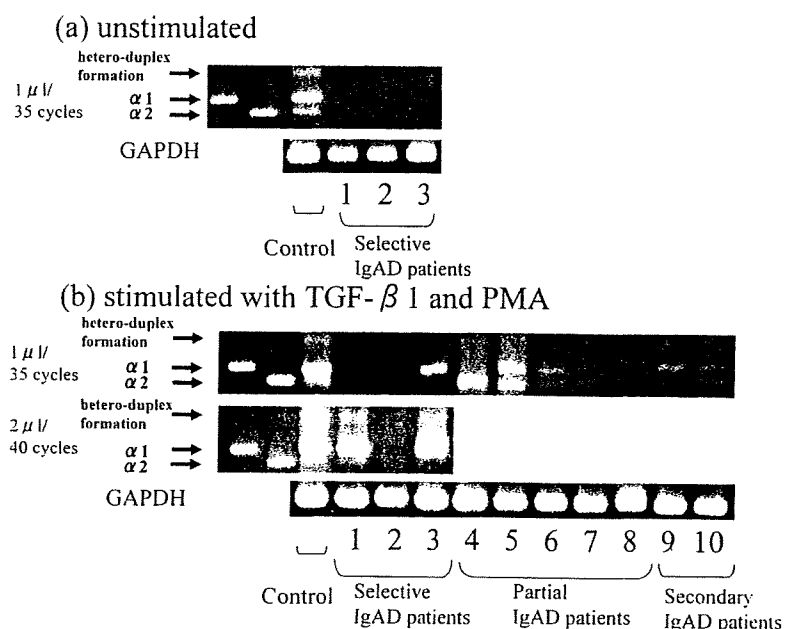 (a) unstimulated
hetero-duplex
formation
1 μl/
35 cycles
α1
α2
GAPDH
1 2 3
Control
Selective
IgAD patients
(b) stimulated with TGF-β 1 and PMA
hetero-duplex
formation
1 μl/
35 cycles
α1
α2
hetero-duplex
formation
2 μl/
40 cycles
α1
α2
GAPDH
1 2 3 4 5 6 7 8 9 10
Control
Selective
IgAD patients
Partial
IgAD patients
Secondary
IgAD patients